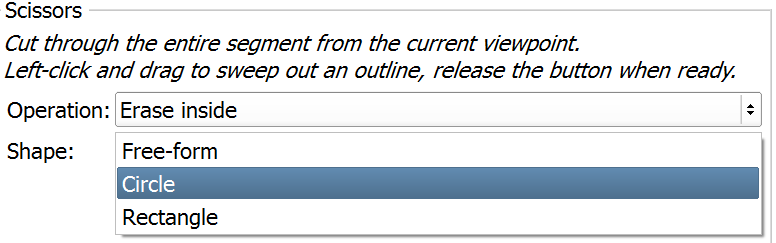 Scissors
Cut through the entire segment from the current viewpoint.
Left-click and drag to sweep out an outline, release the button when ready.
Operation: Erase inside
Shape: Free-form
Circle
Rectangle